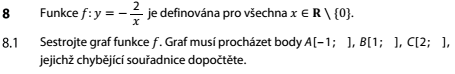 8 Funkce f: y = − 2/x je definována pro všechna x ∈ R \ {0}.
8.1 Sestrojte graf funkce f. Graf musí procházet body A[−1; ], B[1; ], C[2; ],
jejichž chybějící souřadnice dopočtěte.